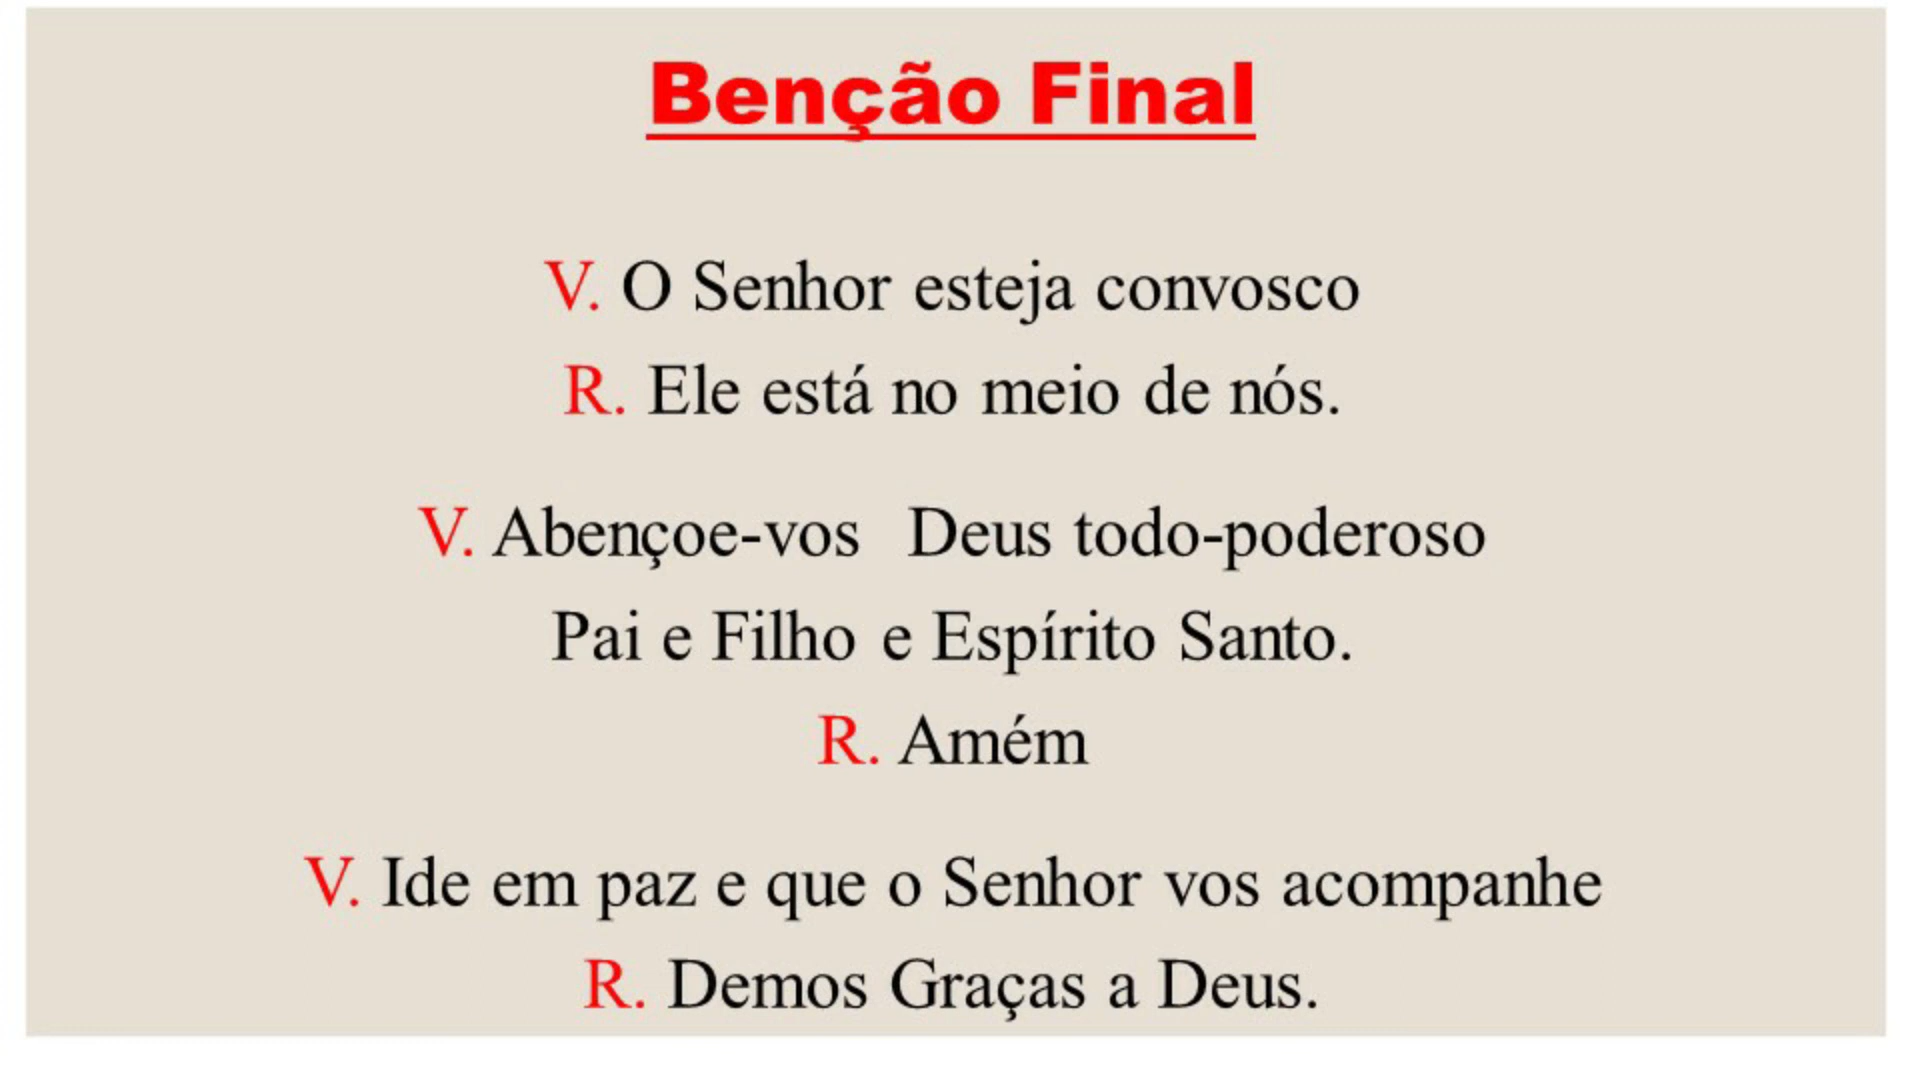 Benção Final
V. O Senhor esteja convosco
R. Ele está no meio de nós.
V. Abençoe-vos Deus todo-poderoso
Pai e Filho e Espírito Santo.
R. Amém
V. Ide em paz e que o Senhor vos acompanhe
R. Demos Graças a Deus.